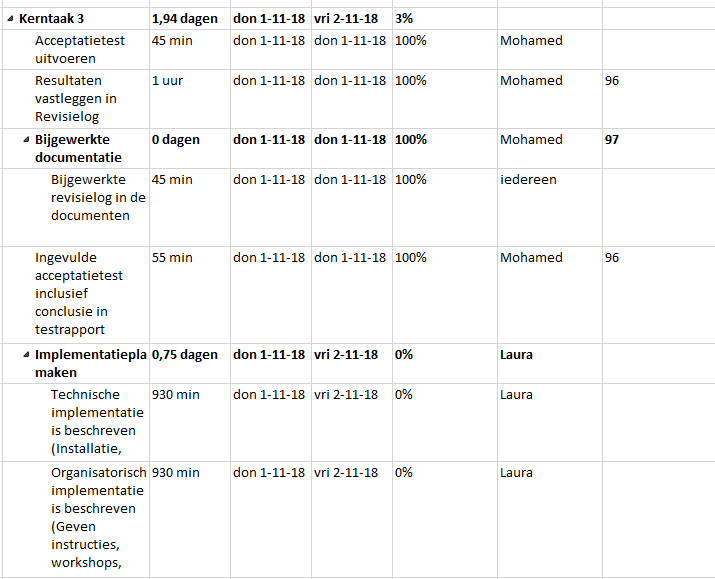 Kerntaak 3 1,94 dagen don 1-11-18 vri 2-11-18 3%
Acceptatietest 45 min don 1-11-18 don 1-11-18 100% Mohamed
uitvoeren
Resultaten 1 uur don 1-11-18 don 1-11-18 100% Mohamed 96
vastleggen in
Revisielog
Bijgewerkte 0 dagen don 1-11-18 don 1-11-18 100% Mohamed 97
documentatie
Bijgewerkte 45 min don 1-11-18 don 1-11-18 100% iedereen
revisielog in de
documenten
Ingevulde 55 min don 1-11-18 don 1-11-18 100% Mohamed 96
acceptatietest
inclusief
conclusie in
testrapport
Implementatiepla 0,75 dagen don 1-11-18 vri 2-11-18 0% Laura
maken
Technische 930 min don 1-11-18 vri 2-11-18 0% Laura
implementatie
is beschreven
(Installatie,
Organisatorisch 930 min don 1-11-18 vri 2-11-18 0% Laura
implementatie
is beschreven
(Geven
instructies,
workshops,